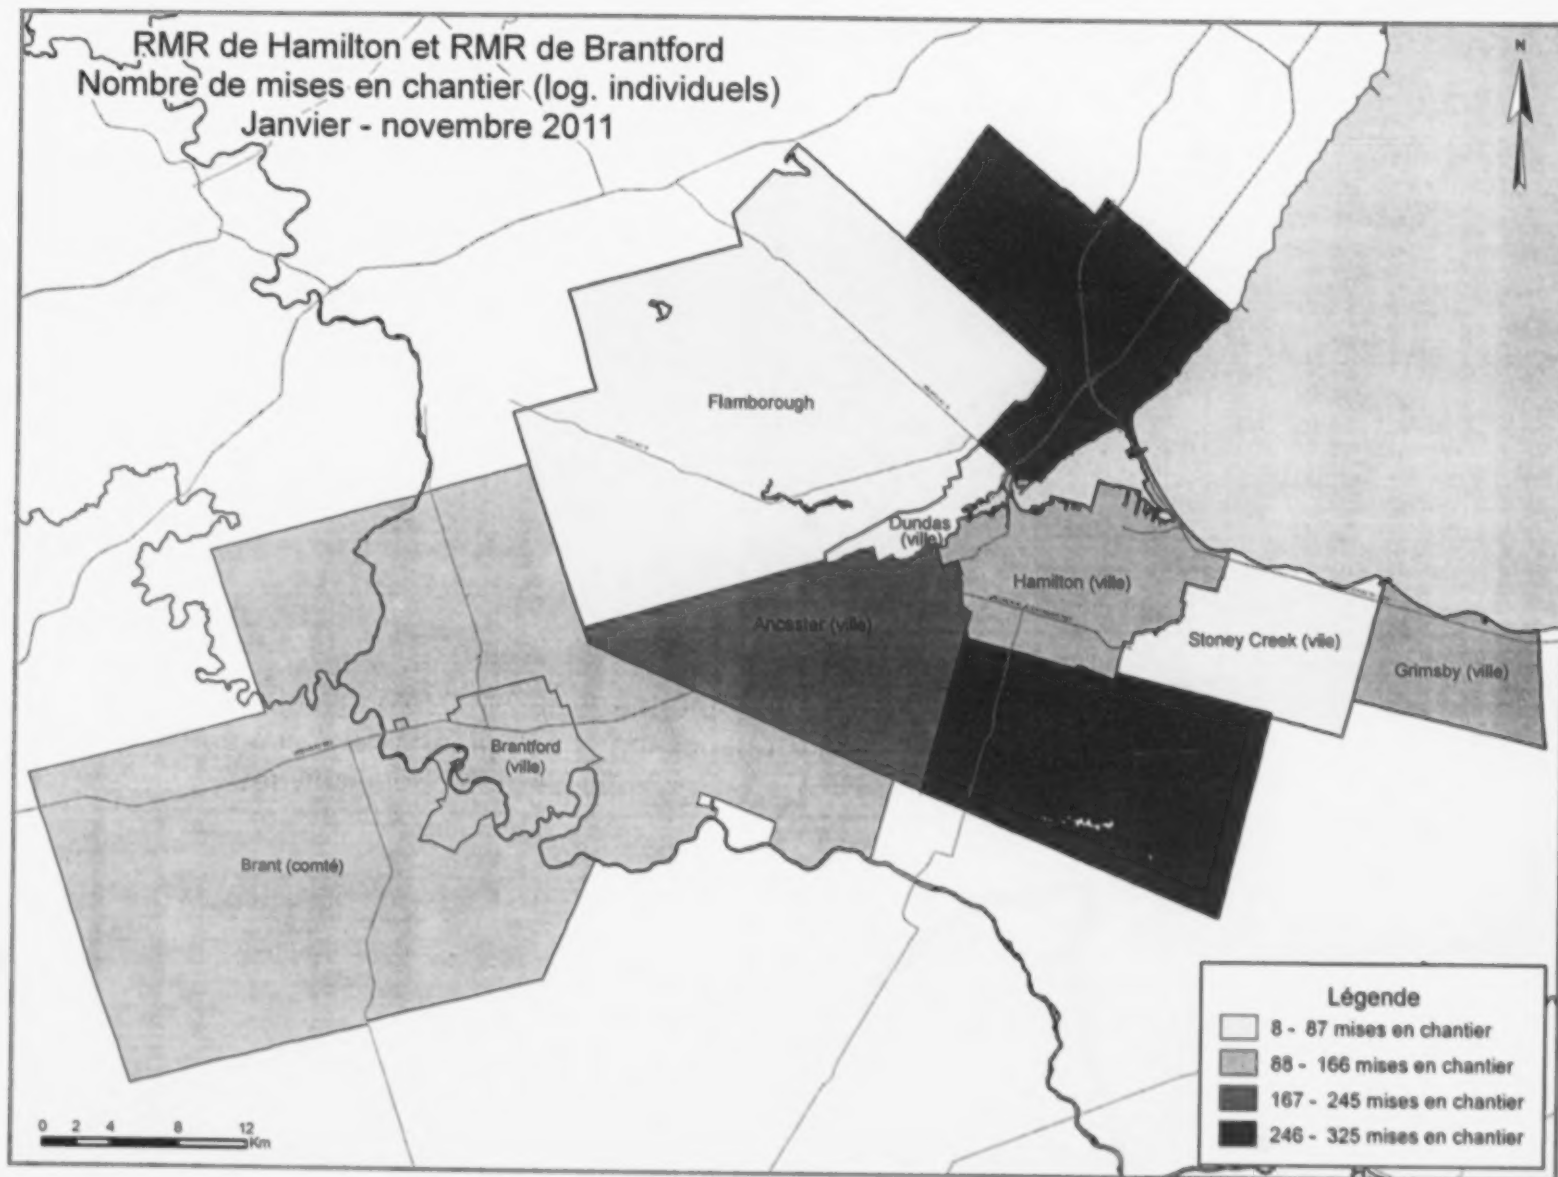 RMR de Hamilton et RMR de Brantford
Nombre de mises en chantier (log. individuels)
Janvier - novembre 2011
N
Flamborough
Dundas
(ville)
Hamilton (ville)
Ancaster (ville)
Stoney Creek (ville)
Grimsby (ville)
Brantford
(ville)
Brant (comté)
Légende
8 - 87 mises en chantier
88 - 166 mises en chantier
167 - 245 mises en chantier
246 - 325 mises en chantier
0 2 4 8 12
Km